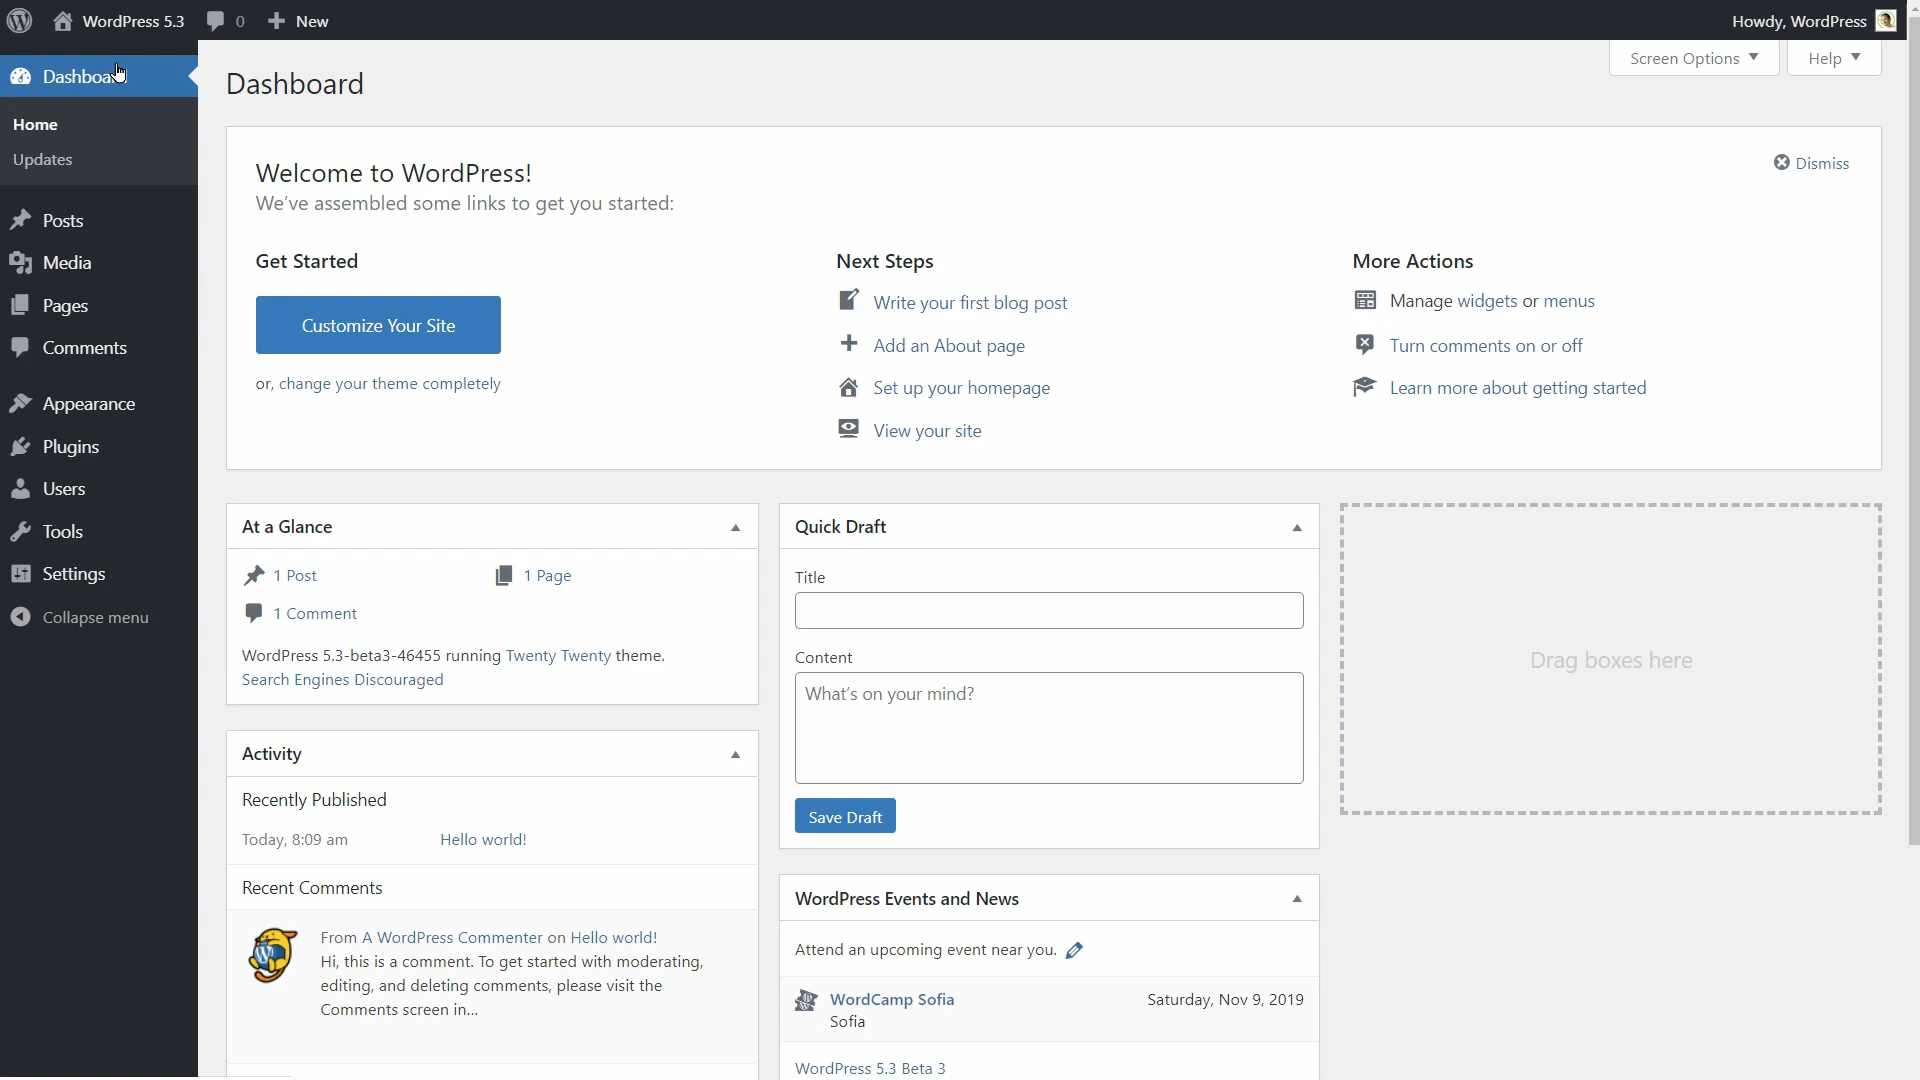 WordPress 5.3 0 New Howdy, WordPress
Dashboard
Home
Updates
Posts
Media
Pages
Comments
Appearance
Plugins
Users
Tools
Settings
Collapse menu
Screen Options Help
Dashboard
Welcome to WordPress!
We've assembled some links to get you started:
Dismiss
Get Started
Customize Your Site
or, change your theme completely
Next Steps
Write your first blog post
Add an About page
Set up your homepage
View your site
More Actions
Manage widgets or menus
Turn comments on or off
Learn more about getting started
At a Glance
1 Post 1 Page
1 Comment
WordPress 5.3-beta3-46455 running Twenty Twenty theme.
Search Engines Discouraged
Activity
Recently Published
Today, 8:09 am Hello world!
Recent Comments
From A WordPress Commenter on Hello world!
Hi, this is a comment. To get started with moderating,
editing, and deleting comments, please visit the
Comments screen in...
Quick Draft
Title
Content
What's on your mind?
Save Draft
WordPress Events and News
Attend an upcoming event near you.
WordCamp Sofia Saturday, Nov 9, 2019
Sofia
WordPress 5.3 Beta 3
Drag boxes here